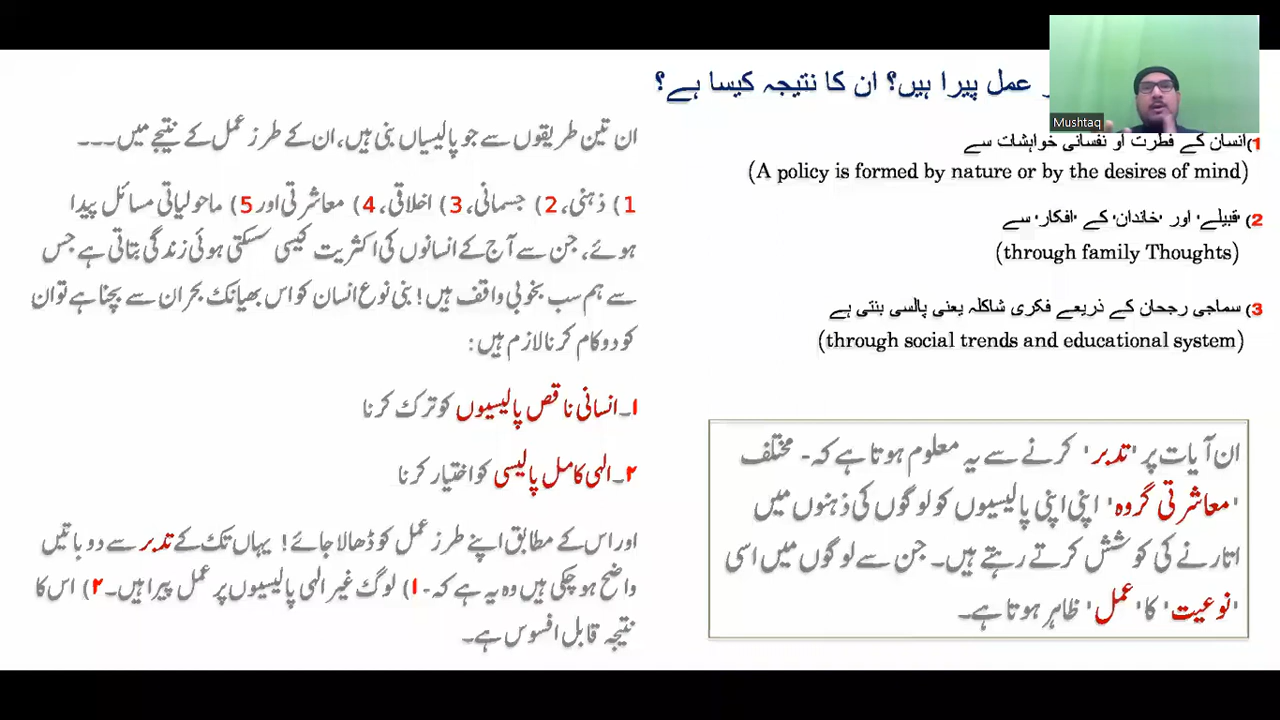 عمل پیرا ہیں؟ ان کا نتیجہ کیسا ہے؟
Mushtaq
1) انسان کے فطرت او نفسانی خواہشات سے
(A policy is formed by nature or by the desires of mind)
2) 'قبیلے' اور 'خاندان' کے 'افکار' سے
(through family Thoughts)
3) سماجی رجحان کے ذریعے فکری شاکلہ یعنی پالسی بنتی ہے
(through social trends and educational system)
ان آیات پر 'تدبر' کرنے سے یہ معلوم ہوتا ہے کہ- مختلف
'معاشرتی گروہ' اپنی اپنی پالیسیوں کو لوگوں کی ذہنوں میں
اتارنے کی کوشش کرتے رہتے ہیں۔ جن سے لوگوں میں اسی
'نوعیت' کا 'عمل' ظاہر ہوتا ہے۔
ان تین طریقوں سے جو پالیسیاں بنی ہیں، ان کے طرز عمل کے نتیجے میں۔۔۔
1) ذہنی، 2) جسمانی، 3) اخلاقی، 4) معاشرتی اور 5) ماحولیاتی مسائل پیدا
ہوئے، جن سے آج کے انسانوں کی اکثریت کیسی سسکتی ہوئی زندگی بتاتی ہے جس
سے ہم سب بخوبی واقف ہیں! بنی نوع انسان کو اس بھیانک بحران سے بچنا ہے تو ان
کو دو کام کرنا لازم ہیں:
۱۔ انسانی ناقص پالیسیوں کو ترک کرنا
۲۔ الہی کامل پالیسی کو اختیار کرنا
اور اس کے مطابق اپنے طرز عمل کو ڈھالا جائے! یہاں تک کے تدبر سے دو باتیں
واضح ہو چکی ہیں وہ یہ ہے کہ- ۱) لوگ غیر الہی پالیسیوں پر عمل پیرا ہیں۔ ۲) اس کا
نتیجہ قابل افسوس ہے۔